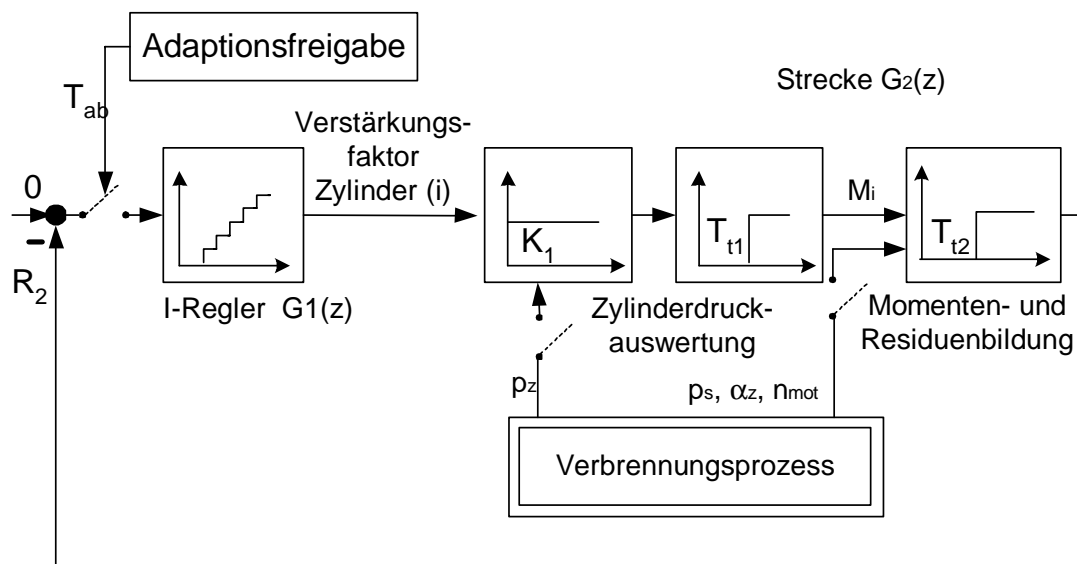 Adaptionsfreigabe
Strecke G2(z)
Tab
Verstärkungs-
faktor
Zylinder (i)
0
Mi
K1
Tt1
Tt2
R2
I-Regler G1(z)
Zylinderdruck-
auswertung
Momenten- und
Residuenbildung
pz
ps, αz, nmot
Verbrennungsprozess